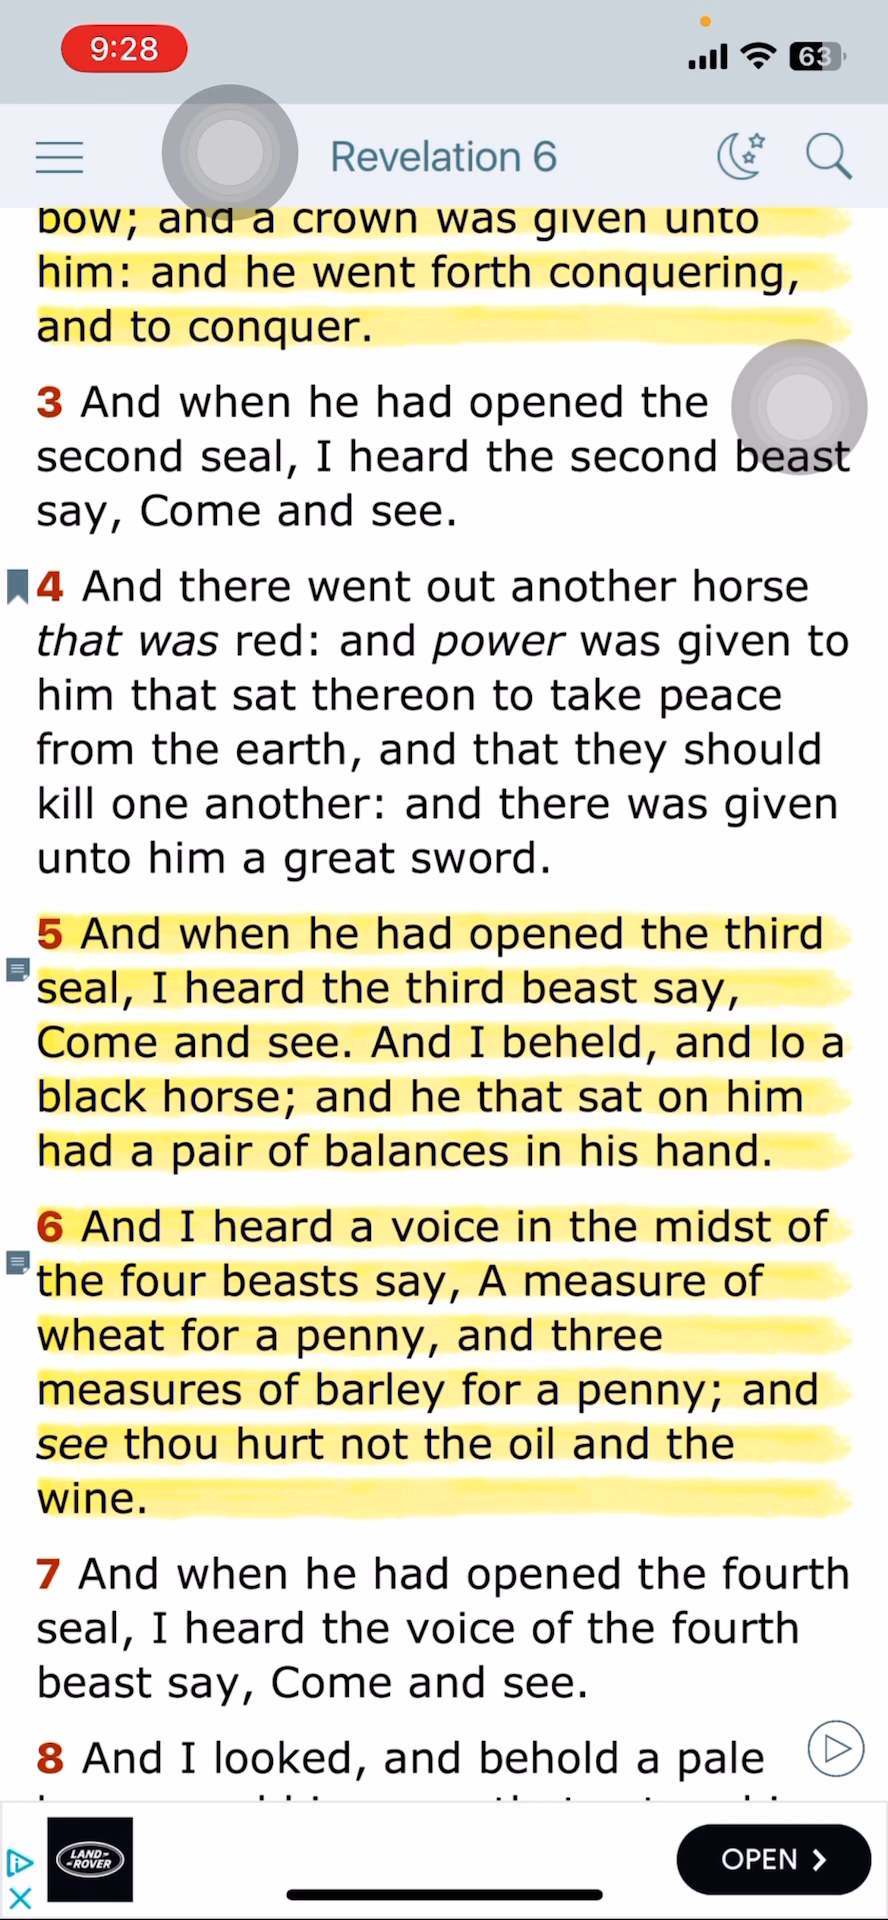 9:28
63
Revelation 6
bow; and a crown was given unto
him: and he went forth conquering,
and to conquer.
3 And when he had opened the
second seal, I heard the second beast
say, Come and see.
4 And there went out another horse
that was red: and power was given to
him that sat thereon to take peace
from the earth, and that they should
kill one another: and there was given
unto him a great sword.
5 And when he had opened the third
seal, I heard the third beast say,
Come and see. And I beheld, and lo a
black horse; and he that sat on him
had a pair of balances in his hand.
6 And I heard a voice in the midst of
the four beasts say, A measure of
wheat for a penny, and three
measures of barley for a penny; and
see thou hurt not the oil and the
wine.
7 And when he had opened the fourth
seal, I heard the voice of the fourth
beast say, Come and see.
8 And I looked, and behold a pale
LAND-
-ROVER
OPEN